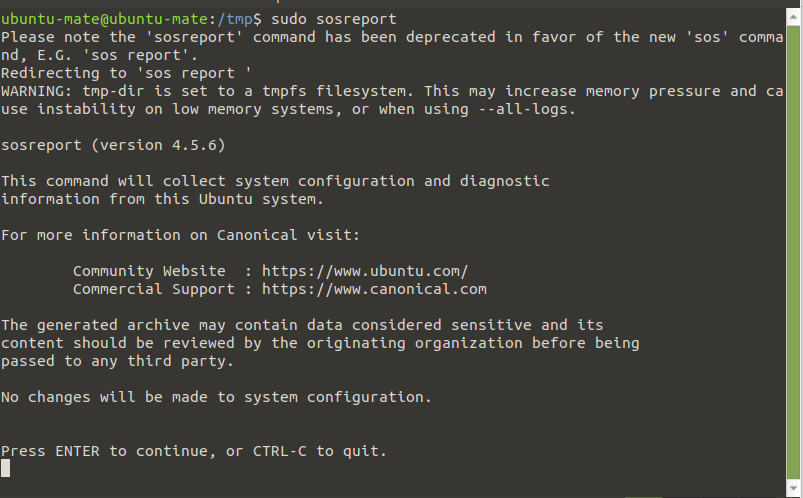 ubuntu-mate@ubuntu-mate:/tmp$ sudo sosreport
Please note the 'sosreport' command has been deprecated in favor of the new 'sos' comma
nd, E.G. 'sos report'.
Redirecting to 'sos report '
WARNING: tmp-dir is set to a tmpfs filesystem. This may increase memory pressure and ca
use instability on low memory systems, or when using --all-logs.
sosreport (version 4.5.6)
This command will collect system configuration and diagnostic
information from this Ubuntu system.
For more information on Canonical visit:
Community Website  : https://www.ubuntu.com/
Commercial Support : https://www.canonical.com
The generated archive may contain data considered sensitive and its
content should be reviewed by the originating organization before being
passed to any third party.
No changes will be made to system configuration.
Press ENTER to continue, or CTRL-C to quit.